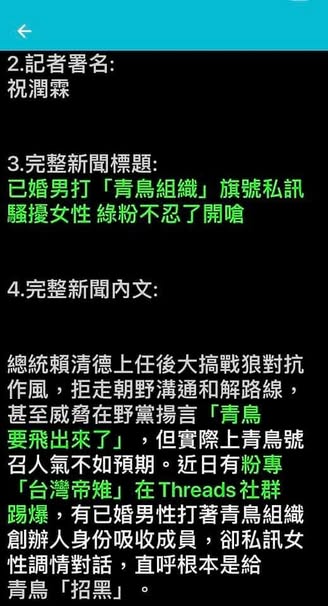 2.記者署名:
祝潤霖
3.完整新聞標題:
已婚男打「青鳥組織」旗號私訊
騷擾女性 綠粉不忍了開嗆
4.完整新聞內文:
總統賴清德上任後大搞戰狼對抗
作風，拒走朝野溝通和解路線，
甚至威脅在野黨揚言「青鳥
要飛出來了」，但實際上青鳥號
召人氣不如預期。近日有粉專
「台灣帝雉」在Threads社群
踢爆，有已婚男性打著青鳥組織
創辦人身份吸收成員，卻私訊女
性調情對話，直呼根本是給
青鳥「招黑」。